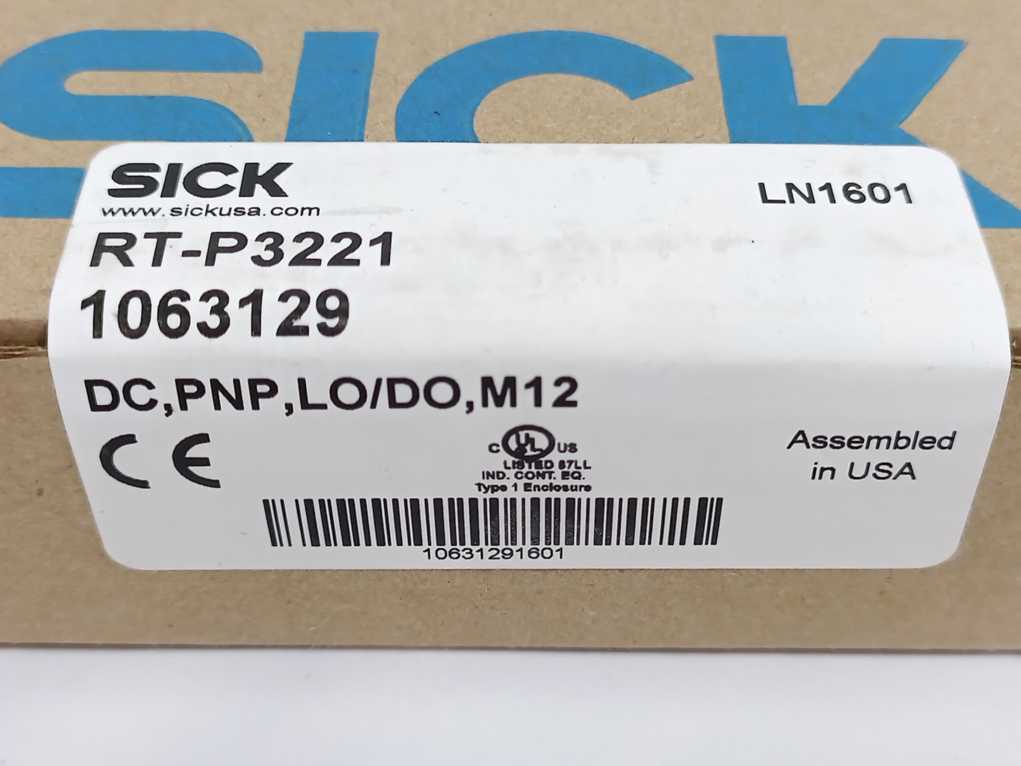 SICK
SICK
www.sickusa.com
LN1601
RT-P3221
1063129
DC,PNP,LO/DO,M12
CE
C UL US
LISTED 67LL
IND. CONT. EQ.
Type 1 Enclosure
Assembled
in USA
10631291601